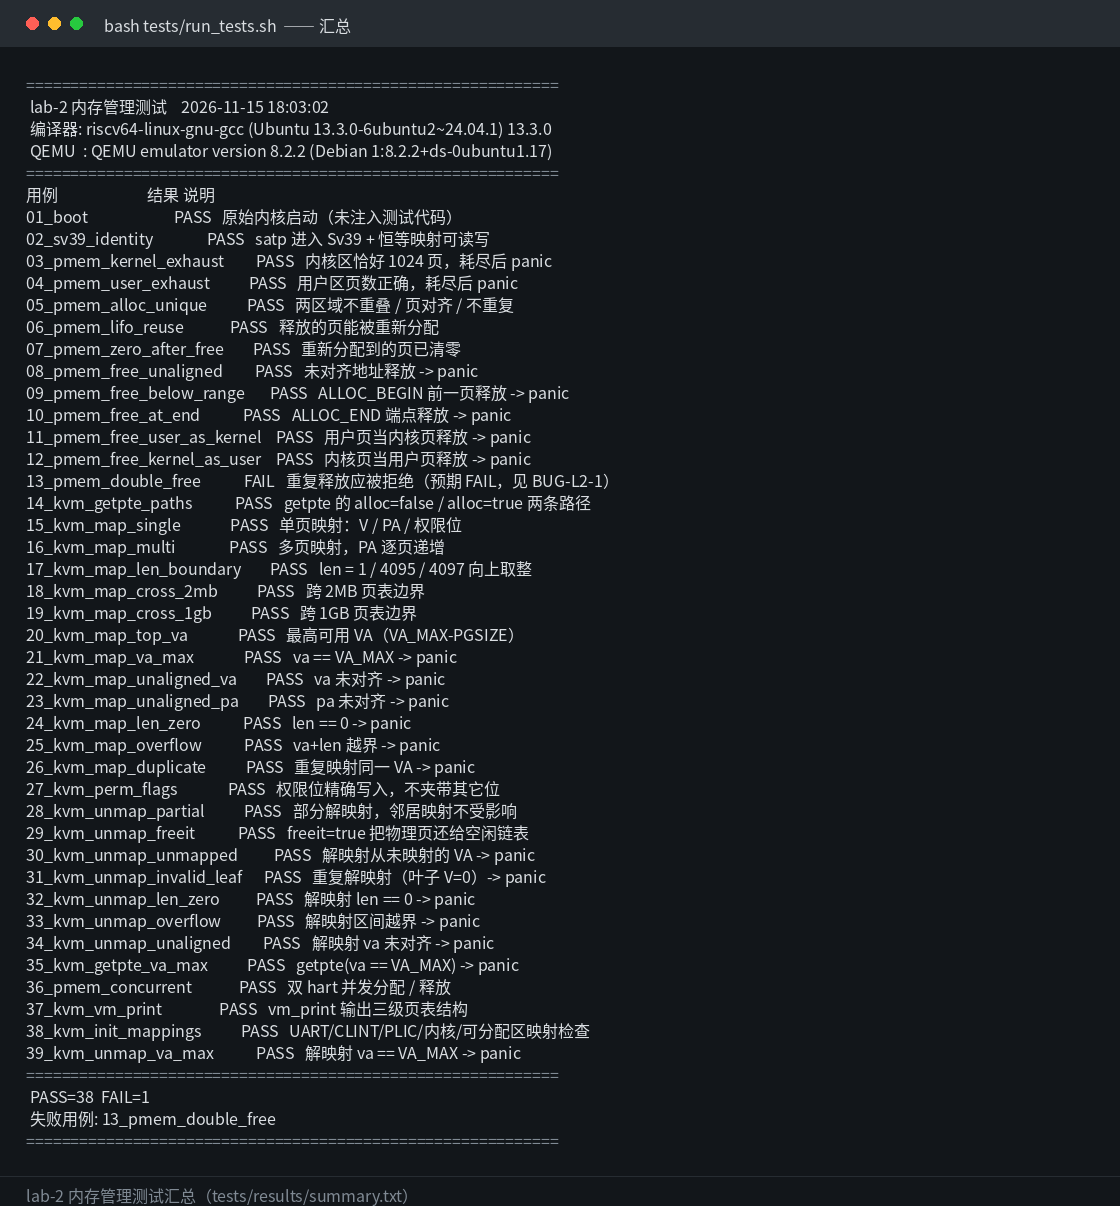 bash tests/run_tests.sh —— 汇总
============================================================
lab-2 内存管理测试 2026-11-15 18:03:02
编译器: riscv64-linux-gnu-gcc (Ubuntu 13.3.0-6ubuntu2~24.04.1) 13.3.0
QEMU : QEMU emulator version 8.2.2 (Debian 1:8.2.2+ds-0ubuntu1.17)
============================================================
用例 结果 说明
01_boot PASS 原始内核启动（未注入测试代码）
02_sv39_identity PASS satp 进入 Sv39 + 恒等映射可读写
03_pmem_kernel_exhaust PASS 内核区恰好 1024 页，耗尽后 panic
04_pmem_user_exhaust PASS 用户区页数正确，耗尽后 panic
05_pmem_alloc_unique PASS 两区域不重叠 / 页对齐 / 不重复
06_pmem_lifo_reuse PASS 释放的页能被重新分配
07_pmem_zero_after_free PASS 重新分配到的页已清零
08_pmem_free_unaligned PASS 未对齐地址释放 -> panic
09_pmem_free_below_range PASS ALLOC_BEGIN 前一页释放 -> panic
10_pmem_free_at_end PASS ALLOC_END 端点释放 -> panic
11_pmem_free_user_as_kernel PASS 用户页当内核页释放 -> panic
12_pmem_free_kernel_as_user PASS 内核页当用户页释放 -> panic
13_pmem_double_free FAIL 重复释放应被拒绝（预期 FAIL，见 BUG-L2-1）
14_kvm_getpte_paths PASS getpte 的 alloc=false / alloc=true 两条路径
15_kvm_map_single PASS 单页映射：V / PA / 权限位
16_kvm_map_multi PASS 多页映射，PA 逐页递增
17_kvm_map_len_boundary PASS len = 1 / 4095 / 4097 向上取整
18_kvm_map_cross_2mb PASS 跨 2MB 页表边界
19_kvm_map_cross_1gb PASS 跨 1GB 页表边界
20_kvm_map_top_va PASS 最高可用 VA（VA_MAX-PGSIZE）
21_kvm_map_va_max PASS va == VA_MAX -> panic
22_kvm_map_unaligned_va PASS va 未对齐 -> panic
23_kvm_map_unaligned_pa PASS pa 未对齐 -> panic
24_kvm_map_len_zero PASS len == 0 -> panic
25_kvm_map_overflow PASS va+len 越界 -> panic
26_kvm_map_duplicate PASS 重复映射同一 VA -> panic
27_kvm_perm_flags PASS 权限位精确写入，不夹带其它位
28_kvm_unmap_partial PASS 部分解映射，邻居映射不受影响
29_kvm_unmap_freeit PASS freeit=true 把物理页还给空闲链表
30_kvm_unmap_unmapped PASS 解映射从未映射的 VA -> panic
31_kvm_unmap_invalid_leaf PASS 重复解映射（叶子 V=0）-> panic
32_kvm_unmap_len_zero PASS 解映射 len == 0 -> panic
33_kvm_unmap_overflow PASS 解映射区间越界 -> panic
34_kvm_unmap_unaligned PASS 解映射 va 未对齐 -> panic
35_kvm_getpte_va_max PASS getpte(va == VA_MAX) -> panic
36_pmem_concurrent PASS 双 hart 并发分配 / 释放
37_kvm_vm_print PASS vm_print 输出三级页表结构
38_kvm_init_mappings PASS UART/CLINT/PLIC/内核/可分配区映射检查
39_kvm_unmap_va_max PASS 解映射 va == VA_MAX -> panic
============================================================
PASS=38 FAIL=1
失败用例: 13_pmem_double_free
============================================================
lab-2 内存管理测试汇总（tests/results/summary.txt）